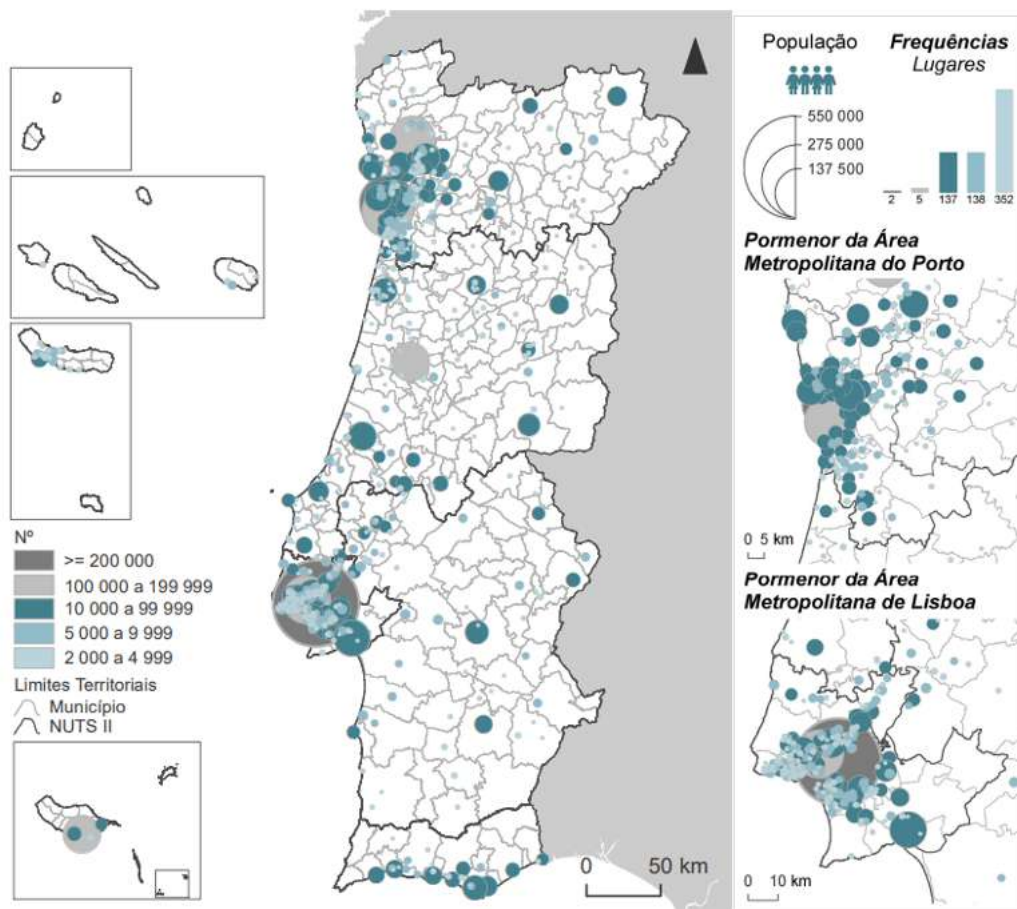 Nº
>= 200 000
100 000 a 199 999
10 000 a 99 999
5 000 a 9 999
2 000 a 4 999
Limites Territoriais
Município
NUTS II
0 50 km
População
550 000
275 000
137 500
Frequências
Lugares
2 5 137 138 352
Pormenor da Área
Metropolitana do Porto
0 5 km
Pormenor da Área
Metropolitana de Lisboa
0 10 km